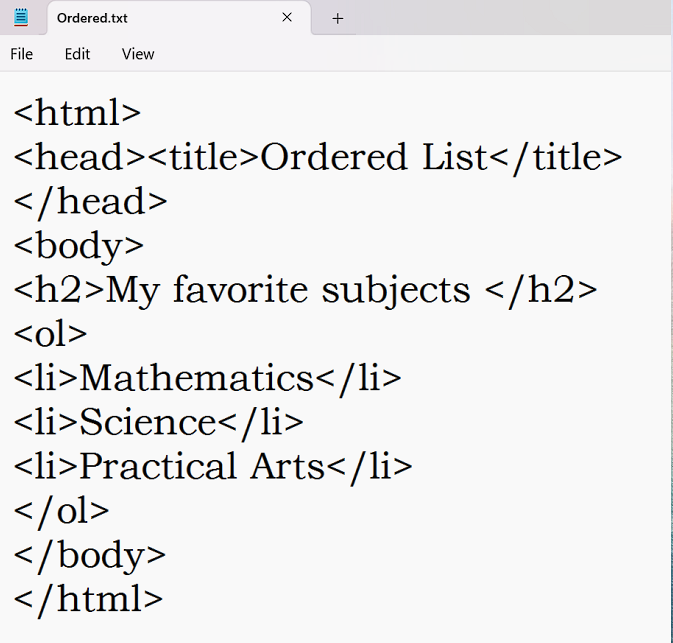 Ordered.txt
File Edit View
<html>
<head><title>Ordered List</title>
</head>
<body>
<h2>My favorite subjects </h2>
<ol>
<li>Mathematics</li>
<li>Science</li>
<li>Practical Arts</li>
</ol>
</body>
</html>